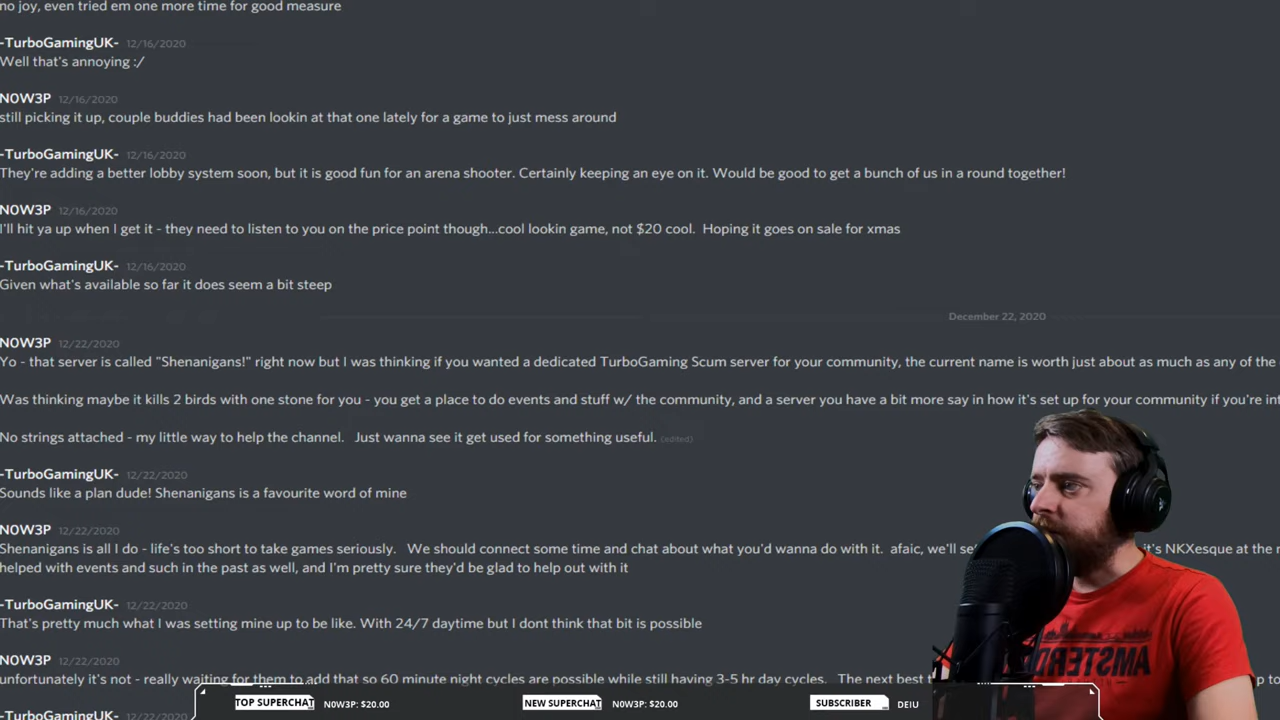 no joy, even tried em one more time for good measure
-TurboGamingUK- 12/16/2020
Well that's annoying :/
N0W3P 12/16/2020
still picking it up, couple buddies had been lookin at that one lately for a game to just mess around
-TurboGamingUK- 12/16/2020
They're adding a better lobby system soon, but it is good fun for an arena shooter. Certainly keeping an eye on it. Would be good to get a bunch of us in a round together!
N0W3P 12/16/2020
I'll hit ya up when I get it - they need to listen to you on the price point though...cool lookin game, not $20 cool. Hoping it goes on sale for xmas
-TurboGamingUK- 12/16/2020
Given what's available so far it does seem a bit steep
December 22, 2020
N0W3P 12/22/2020
Yo - that server is called "Shenanigans!" right now but I was thinking if you wanted a dedicated TurboGaming Scum server for your community, the current name is worth just about as much as any of the
Was thinking maybe it kills 2 birds with one stone for you - you get a place to do events and stuff w/ the community, and a server you have a bit more say in how it's set up for your community if you're
No strings attached - my little way to help the channel. Just wanna see it get used for something useful. (edited)
-TurboGamingUK- 12/22/2020
Sounds like a plan dude! Shenanigans is a favourite word of mine
N0W3P 12/22/2020
Shenanigans is all I do - life's too short to take games seriously. We should connect some time and chat about what you'd wanna do with it. afaic, we'll it's NKXesque at the
helped with events and such in the past as well, and I'm pretty sure they'd be glad to help out with it
-TurboGamingUK- 12/22/2020
That's pretty much what I was setting mine up to be like. With 24/7 daytime but I dont think that bit is possible
N0W3P 12/22/2020
unfortunately it's not - really waiting for them to add that so 60 minute night cycles are possible while still having 3-5 hr day cycles. The next best to
-TurboGamingUK- 12/22/2020
AMSTERD
TOP SUPERCHAT N0W3P: $20.00 NEW SUPERCHAT N0W3P: $20.00 SUBSCRIBER DEIU